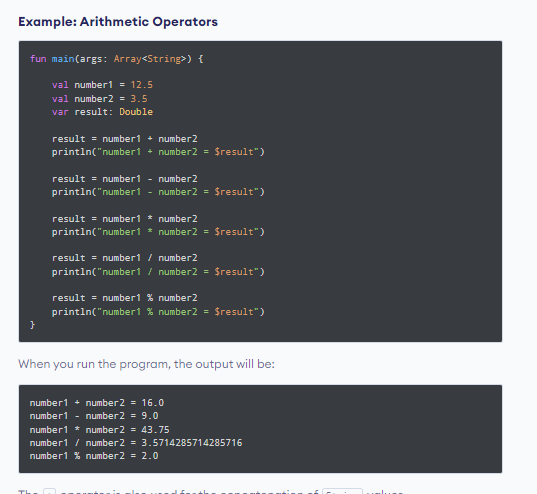 Example: Arithmetic Operators
fun main(args: Array<String>) {
val number1 = 12.5
val number2 = 3.5
var result: Double
result = number1 + number2
println("number1 + number2 = $result")
result = number1 - number2
println("number1 - number2 = $result")
result = number1 * number2
println("number1 * number2 = $result")
result = number1 / number2
println("number1 / number2 = $result")
result = number1 % number2
println("number1 % number2 = $result")
}
When you run the program, the output will be:
number1 + number2 = 16.0
number1 - number2 = 9.0
number1 * number2 = 43.75
number1 / number2 = 3.5714285714285716
number1 % number2 = 2.0